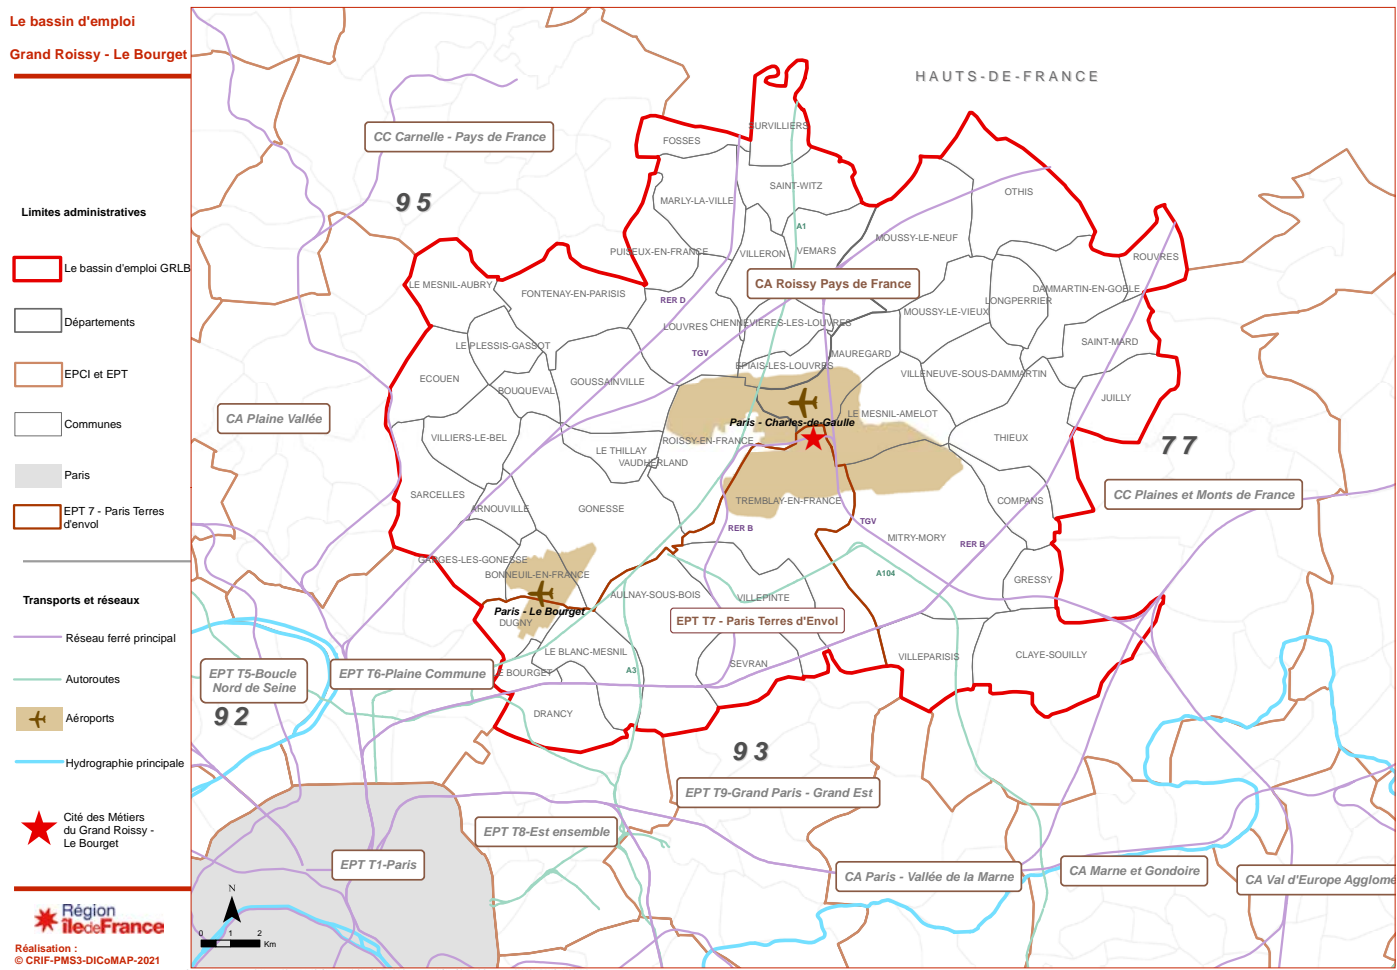 Le bassin d'emploi
Grand Roissy - Le Bourget
Limites administratives
Le bassin d'emploi GRLB
Départements
EPCI et EPT
Communes
Paris
EPT 7 - Paris Terres
d'envol
Transports et réseaux
Réseau ferré principal
Autoroutes
Aéroports
Hydrographie principale
Cité des Métiers
du Grand Roissy -
Le Bourget
Région
îledeFrance
Réalisation :
© CRIF-PMS3-DICoMAP-2021
HAUTS-DE-FRANCE
CC Carnelle - Pays de France
95
FOSSES
SURVILLIERS
SAINT-WITZ
MARLY-LA-VILLE
OTHIS
A1
PUISEUX-EN-FRANCE
VILLERON
VEMARS
MOUSSY-LE-NEUF
ROUVRES
CA Roissy Pays de France
LE MESNIL-AUBRY
FONTENAY-EN-PARISIS
RER D
DAMMARTIN-EN-GOELE
LONGPERRIER
MOUSSY-LE-VIEUX
LOUVRES
CHENNEVIERES-LES-LOUVRES
LE PLESSIS-GASSOT
TGV
MAUREGARD
SAINT-MARD
EPIAIS-LES-LOUVRES
VILLENEUVE-SOUS-DAMMARTIN
ECOUEN
GOUSSAINVILLE
BOUQUEVAL
JUILLY
CA Plaine Vallée
Paris - Charles-de-Gaulle
LE MESNIL-AMELOT
VILLIERS-LE-BEL
ROISSY-EN-FRANCE
THIEUX
77
LE THILLAY
VAUDHERLAND
SARCELLES
TREMBLAY-EN-FRANCE
COMPANS
CC Plaines et Monts de France
ARNOUVILLE
GONESSE
RER B
TGV
MITRY-MORY
RER B
GARGES-LES-GONESSE
BONNEUIL-EN-FRANCE
A104
GRESSY
AULNAY-SOUS-BOIS
VILLEPINTE
Paris - Le Bourget
DUGNY
EPT T7 - Paris Terres d'Envol
LE BLANC-MESNIL
SEVRAN
VILLEPARISIS
CLAYE-SOUILLY
EPT T5-Boucle
Nord de Seine
EPT T6-Plaine Commune
LE BOURGET
A3
92
DRANCY
93
EPT T9-Grand Paris - Grand Est
EPT T8-Est ensemble
EPT T1-Paris
CA Paris - Vallée de la Marne
CA Marne et Gondoire
CA Val d'Europe Agglomé
N
0 1 2
Km